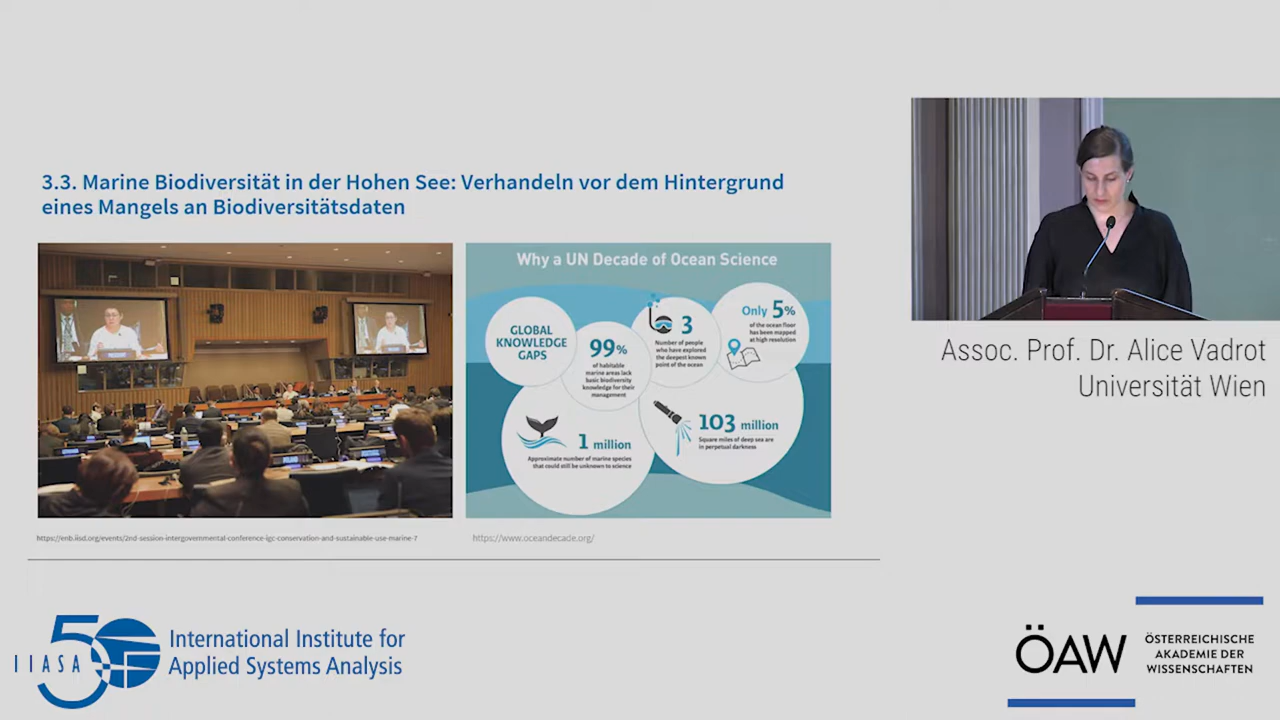 3.3. Marine Biodiversität in der Hohen See: Verhandeln vor dem Hintergrund
eines Mangels an Biodiversitätsdaten
Why a UN Decade of Ocean Science
GLOBAL
KNOWLEDGE
GAPS
99%
of habitable
marine areas lack
basic biodiversity
knowledge for their
management
3
Number of people
who have explored
the deepest known
point of the ocean
Only 5%
of the ocean floor
has been mapped
at high resolution
1 million
Approximate number of marine species
that could still be unknown to science
103 million
Square miles of deep sea are
in perpetual darkness
https://enb.iisd.org/events/2nd-session-intergovernmental-conference-igc-conservation-and-sustainable-use-marine-7
https://www.oceandecade.org/
Assoc. Prof. Dr. Alice Vadrot
Universität Wien
IIASA 50
International Institute for
Applied Systems Analysis
ÖAW
ÖSTERREICHISCHE
AKADEMIE DER
WISSENSCHAFTEN